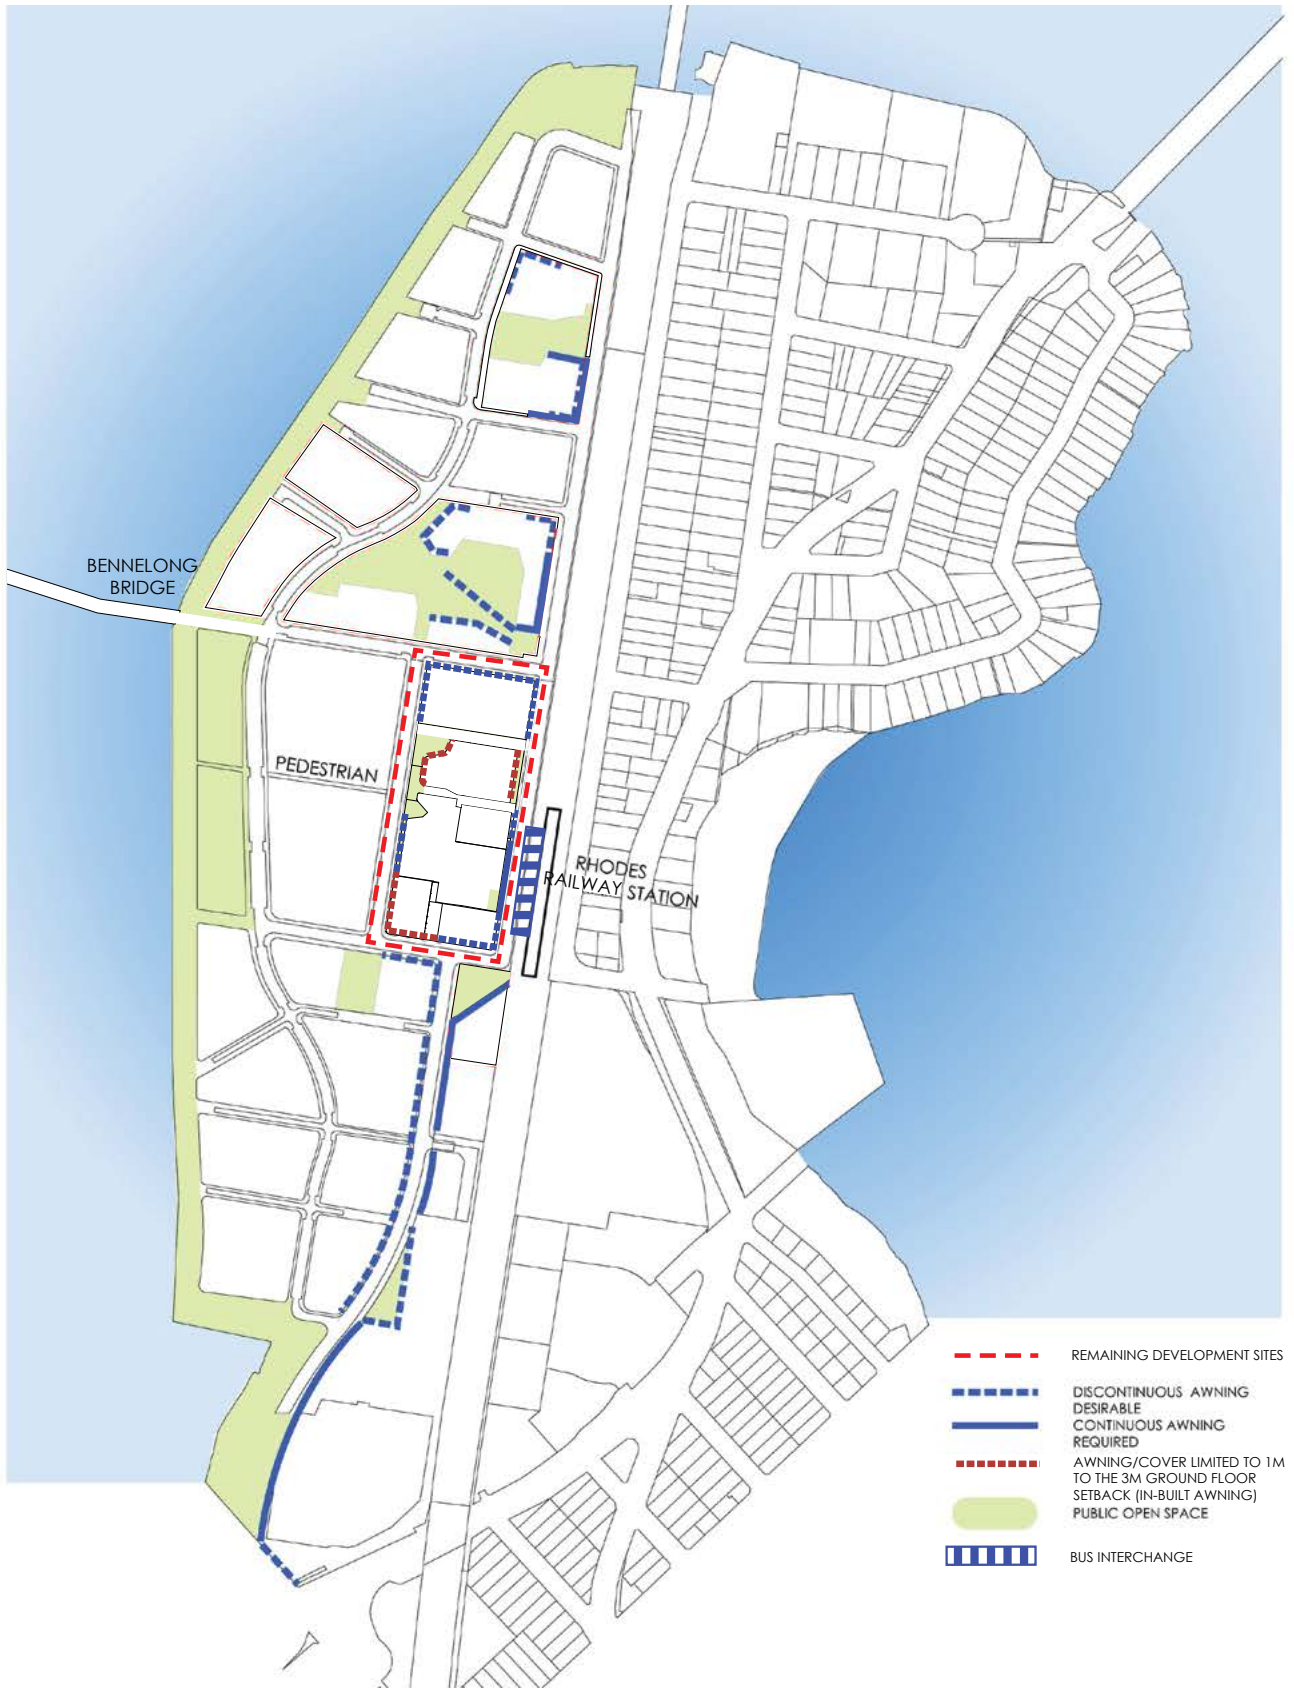 BENNELONG
BRIDGE
PEDESTRIAN
RHODES
RAILWAY STATION
REMAINING DEVELOPMENT SITES
DISCONTINUOUS AWNING
DESIRABLE
CONTINUOUS AWNING
REQUIRED
AWNING/COVER LIMITED TO 1M
TO THE 3M GROUND FLOOR
SETBACK (IN-BUILT AWNING)
PUBLIC OPEN SPACE
BUS INTERCHANGE